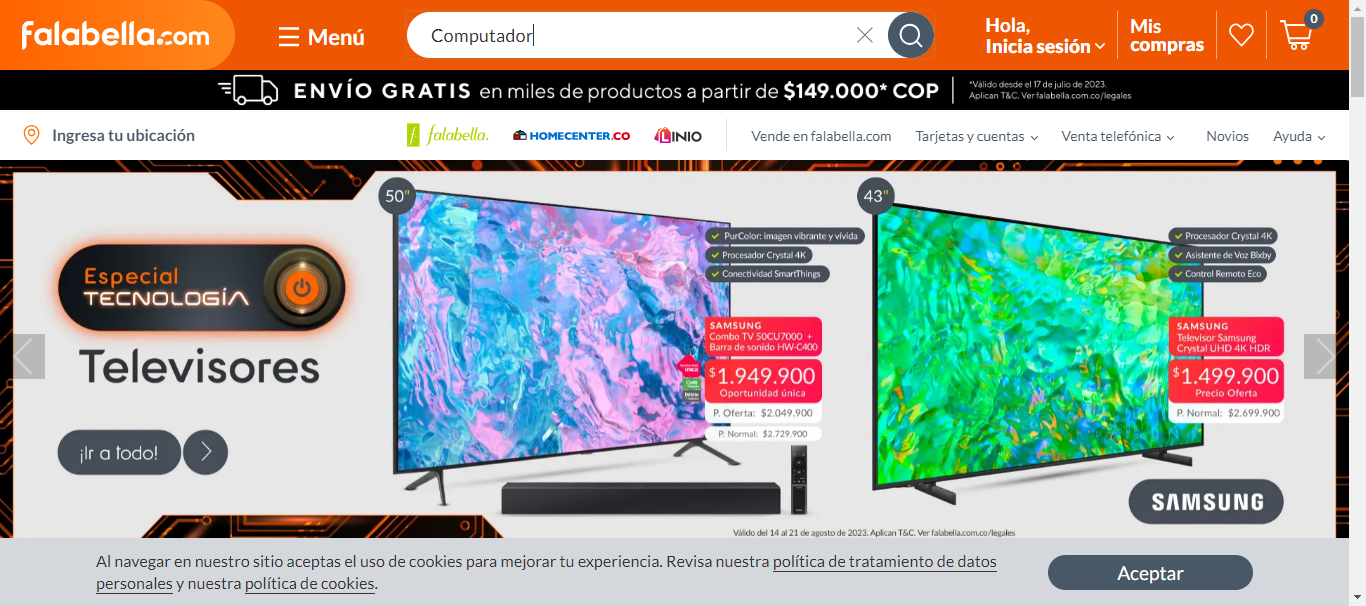 falabella.com
Menú
Computador
Hola,
Inicia sesión
Mis
compras
0
ENVÍO GRATIS en miles de productos a partir de $149.000* COP
*Válido desde el 17 de julio de 2023.
Aplican T&C. Ver falabella.com.co/legales
Ingresa tu ubicación
falabella.
HOMECENTER.CO
LINIO
Vende en falabella.com
Tarjetas y cuentas
Venta telefónica
Novios
Ayuda
Especial
TECNOLOGÍA
Televisores
¡Ir a todo!
50"
PurColor: imagen vibrante y vívida
Procesador Crystal 4K
Conectividad SmartThings
SAMSUNG
Combo TV 50CU7000 +
Barra de sonido HW-C400
$1.949.900
Oportunidad única
P. Oferta: $2.049.900
P. Normal: $2.729.900
43"
Procesador Crystal 4K
Asistente de Voz Bixby
Control Remoto Eco
SAMSUNG
Televisor Samsung
Crystal UHD 4K HDR
$1.499.900
Precio Oferta
P. Normal: $2.699.900
SAMSUNG
Válido del 14 al 21 de agosto de 2023. Aplican T&C. Ver falabella.com.co/legales
Al navegar en nuestro sitio aceptas el uso de cookies para mejorar tu experiencia. Revisa nuestra política de tratamiento de datos
personales y nuestra política de cookies.
Aceptar